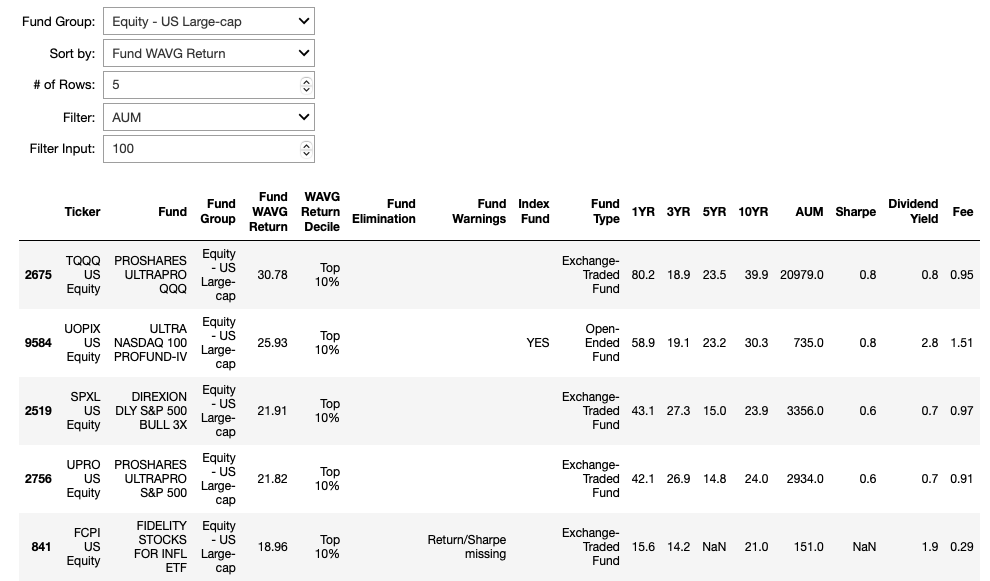 Fund Group: Equity - US Large-cap
Sort by: Fund WAVG Return
# of Rows: 5
Filter: AUM
Filter Input: 100
Ticker Fund Fund Group Fund WAVG Return WAVG Return Decile Fund Elimination Fund Warnings Index Fund Fund Type 1YR 3YR 5YR 10YR AUM Sharpe Dividend Yield Fee
2675 TQQQ US Equity PROSHARES ULTRAPRO QQQ Equity - US Large-cap 30.78 Top 10% Exchange-Traded Fund 80.2 18.9 23.5 39.9 20979.0 0.8 0.8 0.95
9584 UOPIX US Equity ULTRA NASDAQ 100 PROFUND-IV Equity - US Large-cap 25.93 Top 10% YES Open-Ended Fund 58.9 19.1 23.2 30.3 735.0 0.8 2.8 1.51
2519 SPXL US Equity DIREXION DLY S&P 500 BULL 3X Equity - US Large-cap 21.91 Top 10% Exchange-Traded Fund 43.1 27.3 15.0 23.9 3356.0 0.6 0.7 0.97
2756 UPRO US Equity PROSHARES ULTRAPRO S&P 500 Equity - US Large-cap 21.82 Top 10% Exchange-Traded Fund 42.1 26.9 14.8 24.0 2934.0 0.6 0.7 0.91
841 FCPI US Equity FIDELITY STOCKS FOR INFL ETF Equity - US Large-cap 18.96 Top 10% Return/Sharpe missing Exchange-Traded Fund 15.6 14.2 NaN 21.0 151.0 NaN 1.9 0.29